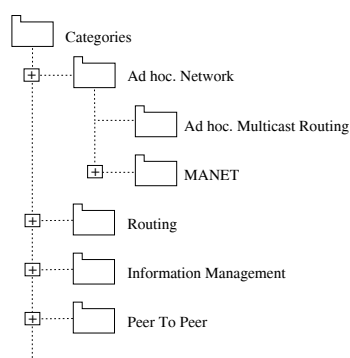 Categories
Ad hoc. Network
Ad hoc. Multicast Routing
MANET
Routing
Information Management
Peer To Peer